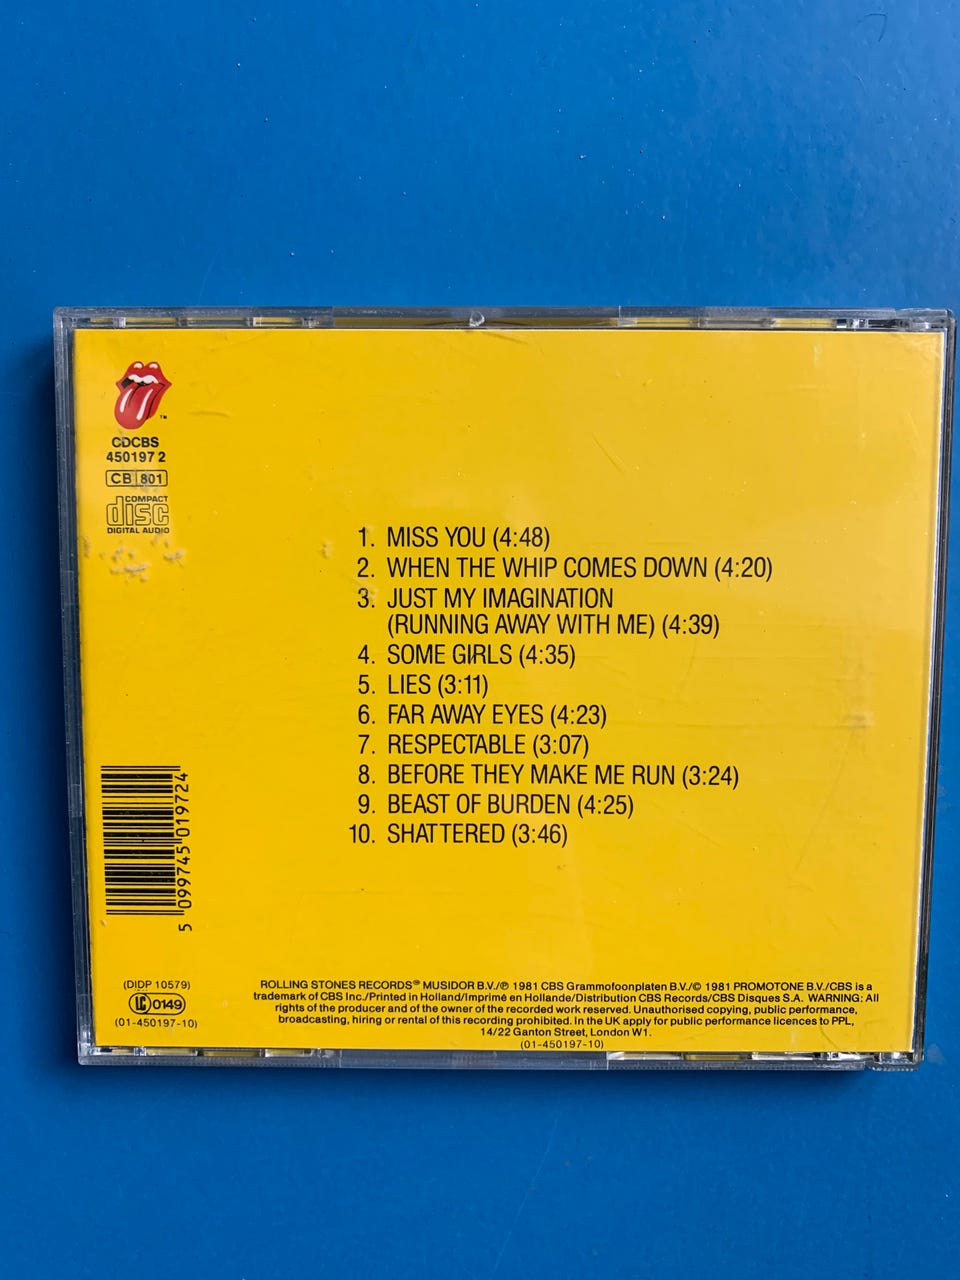 TM
CDCBS
450197 2
CB 801
COMPACT
disc
DIGITAL AUDIO
1. MISS YOU (4:48)
2. WHEN THE WHIP COMES DOWN (4:20)
3. JUST MY IMAGINATION
(RUNNING AWAY WITH ME) (4:39)
4. SOME GIRLS (4:35)
5. LIES (3:11)
6. FAR AWAY EYES (4:23)
7. RESPECTABLE (3:07)
8. BEFORE THEY MAKE ME RUN (3:24)
9. BEAST OF BURDEN (4:25)
10. SHATTERED (3:46)
5 099745 019724
(DIDP 10579)
LC 0149
(01-450197-10)
ROLLING STONES RECORDS® MUSIDOR B.V./℗ 1981 CBS Grammofoonplaten B.V./© 1981 PROMOTONE B.V./CBS is a
trademark of CBS Inc./Printed in Holland/Imprimé en Hollande/Distribution CBS Records/CBS Disques S.A. WARNING: All
rights of the producer and of the owner of the recorded work reserved. Unauthorised copying, public performance,
broadcasting, hiring or rental of this recording prohibited. In the UK apply for public performance licences to PPL,
14/22 Ganton Street, London W1.
(01-450197-10)